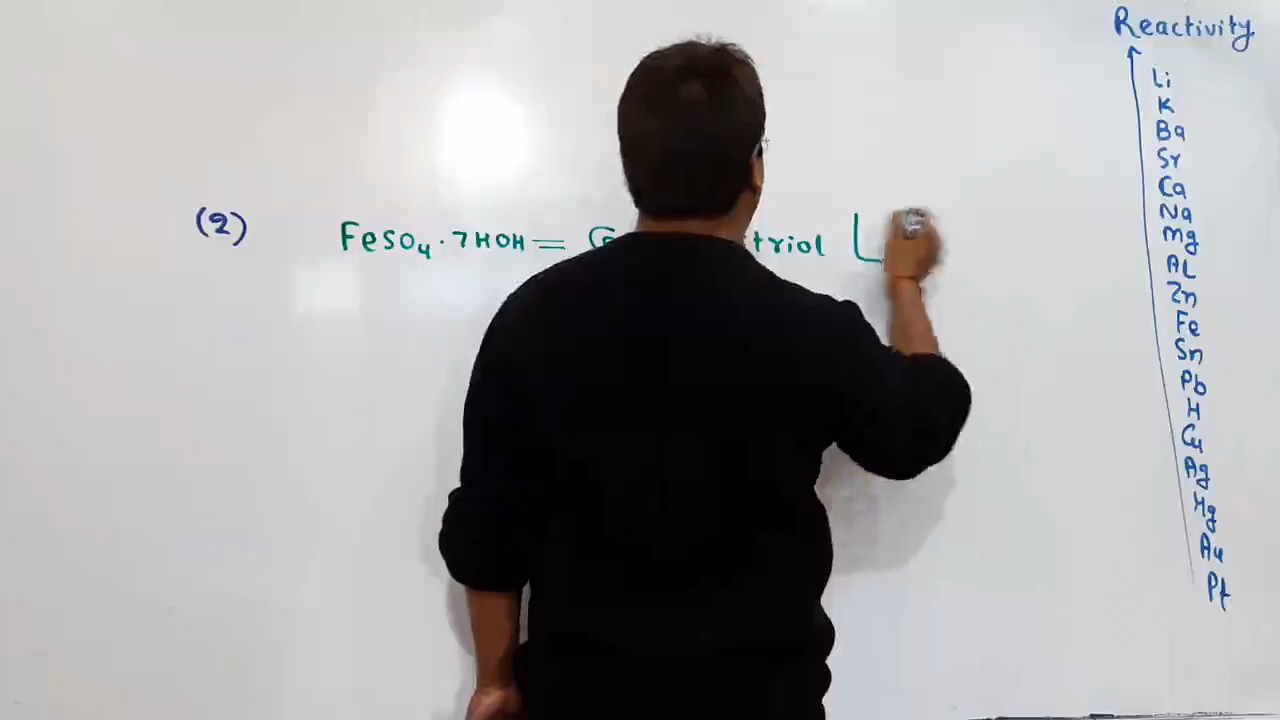 Reactivity
Li
K
Ba
Sr
Ca
Na
Mg
AL
Zn
Fe
Sn
Pb
H
Cu
Ag
Hg
Au
Pt
(2) FeSO4 · 7HOH = G triol